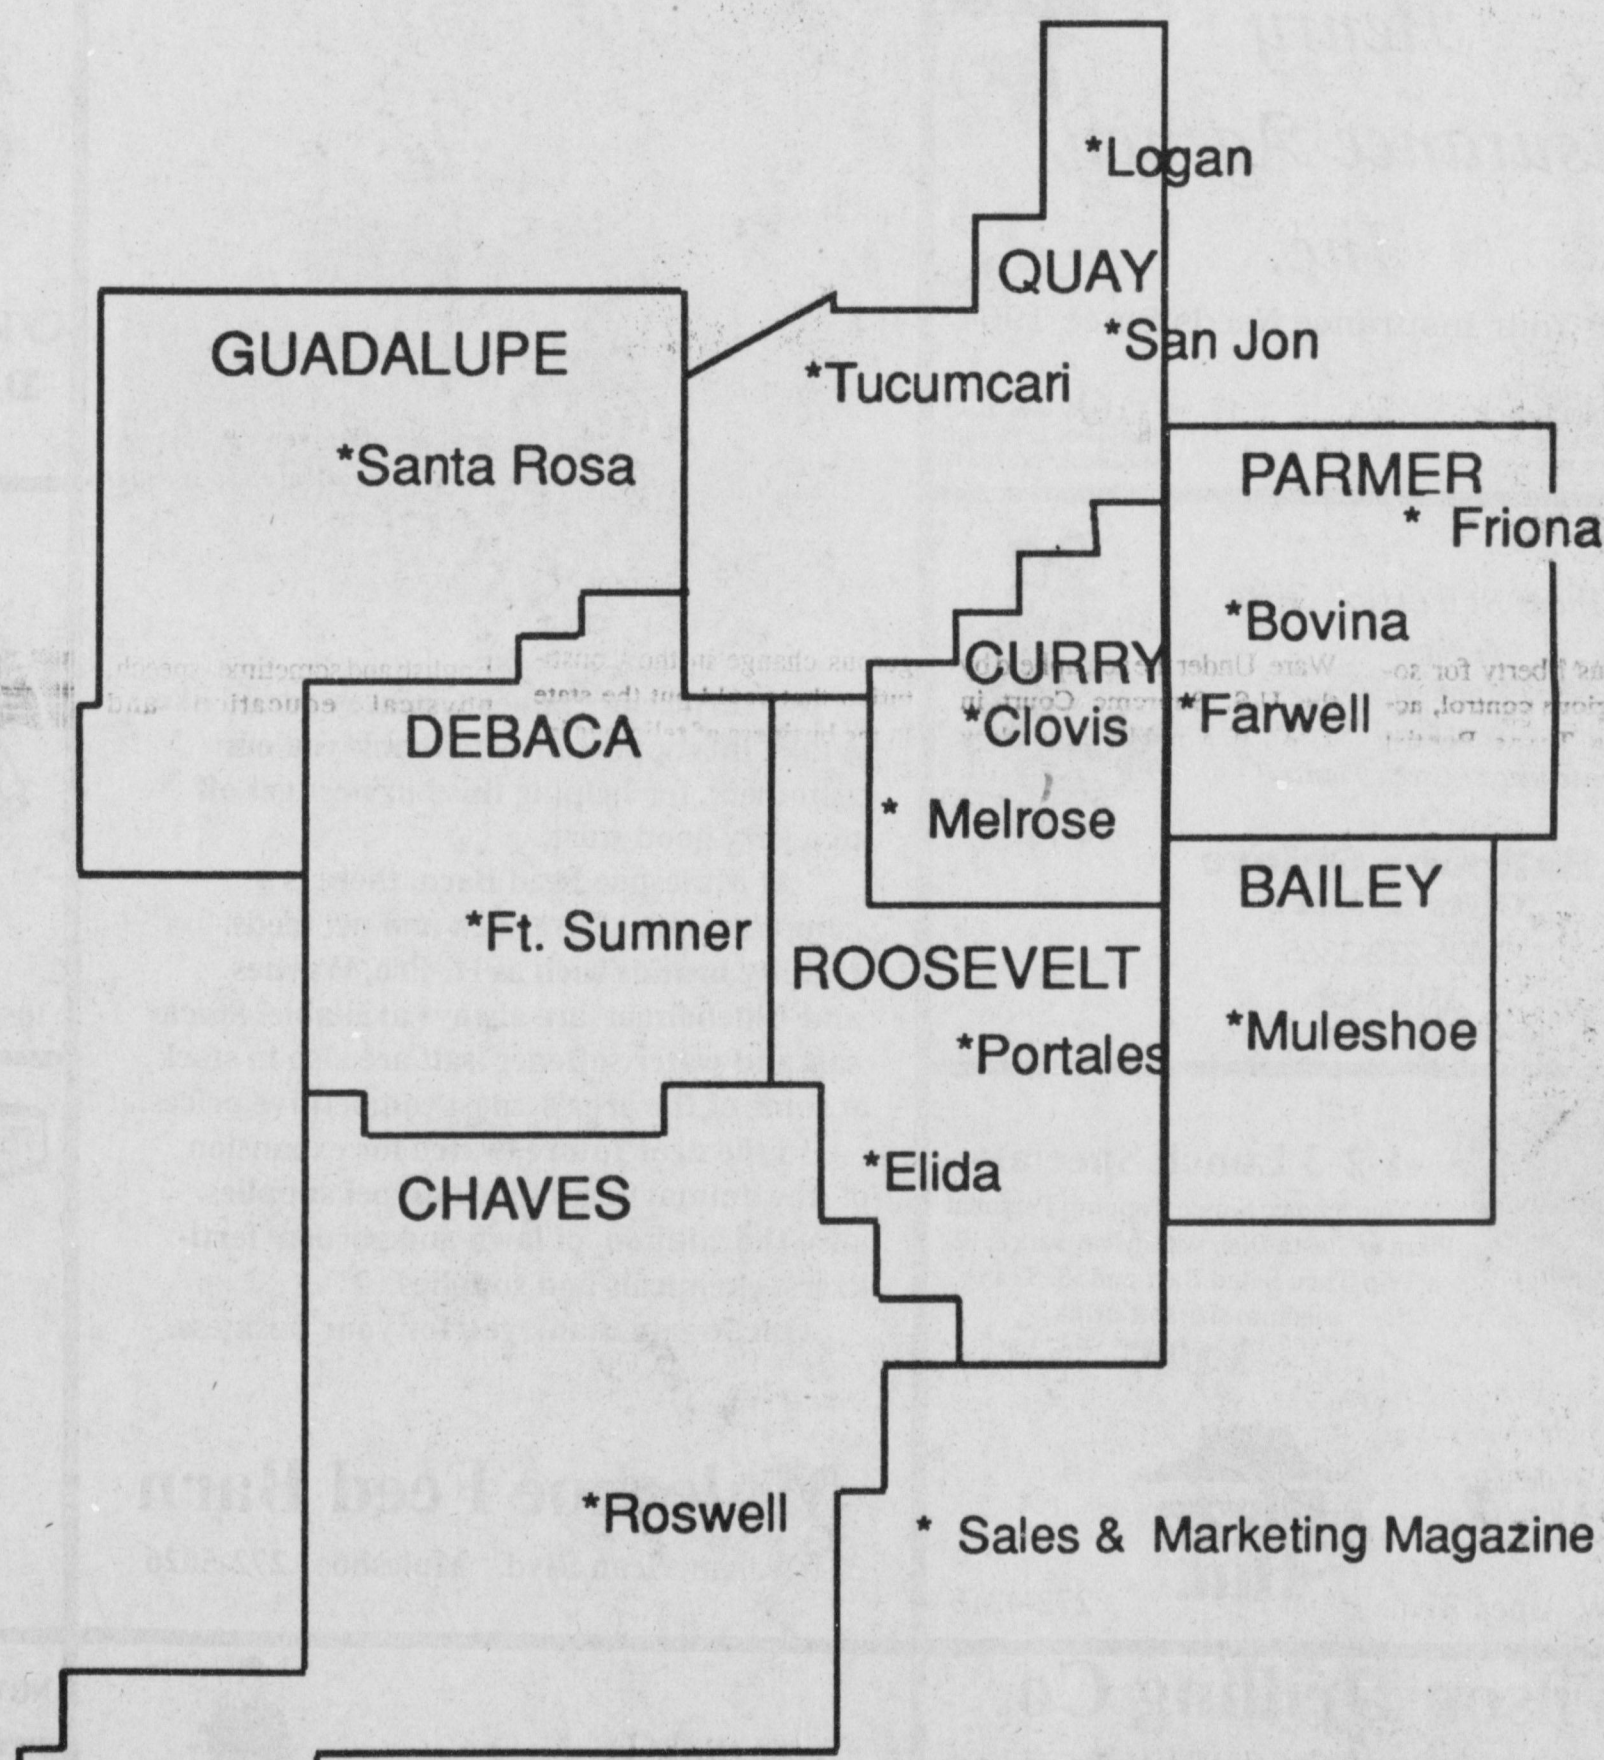 *Logan
QUAY
*San Jon
GUADALUPE
*Tucumcari
*Santa Rosa
PARMER
* Friona
*Bovina
CURRY
*Farwell
*Clovis
DEBACA
* Melrose
BAILEY
*Ft. Sumner
ROOSEVELT
*Muleshoe
*Portales
*Elida
CHAVES
*Roswell
* Sales & Marketing Magazine